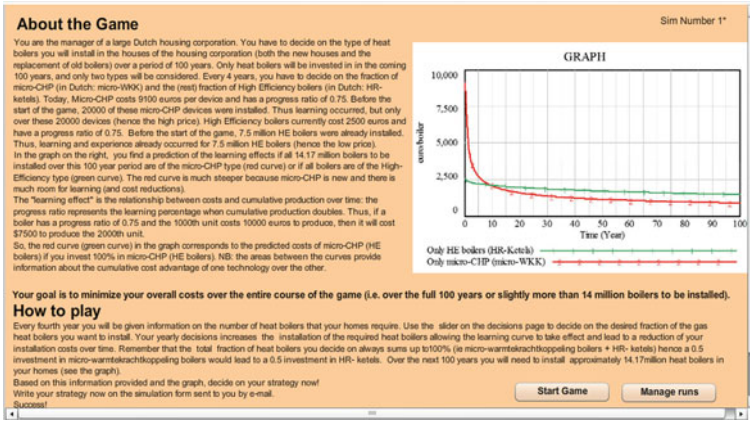 About the Game
Sim Number 1*
You are the manager of a large Dutch housing corporation. You have to decide on the type of heat
boilers you will install in the houses of the housing corporation (both the new houses and the
replacement of old boilers) over a period of 100 years. Only heat boilers will be invested in in the coming
100 years, and only two types will be considered. Every 4 years, you have to decide on the fraction of
micro-CHP (in Dutch: micro-WKK) and the (rest) fraction of High Efficiency boilers (in Dutch: HR-
ketels). Today, Micro-CHP costs 9100 euros per device and has a progress ratio of 0.75. Before the
start of the game, 20000 of these micro-CHP devices were installed. Thus learning occurred, but only
over these 20000 devices (hence the high price). High Efficiency boilers currently cost 2500 euros and
have a progress ratio of 0.75. Before the start of the game, 7.5 million HE boilers were already installed.
Thus, learning and experience already occurred for 7.5 million HE boilers (hence the low price).
In the graph on the right, you find a prediction of the learning effects if all 14.17 million boilers to be
installed over this 100 year period are of the micro-CHP type (red curve) or if all boilers are of the High-
Efficiency type (green curve). The red curve is much steeper because micro-CHP is new and there is
much room for learning (and cost reductions).
The "learning effect" is the relationship between costs and cumulative production over time: the
progress ratio represents the learning percentage when cumulative production doubles. Thus, if a
boiler has a progress ratio of 0.75 and the 1000th unit costs 10000 euros to produce, then it will cost
$7500 to produce the 2000th unit.
So, the red curve (green curve) in the graph corresponds to the predicted costs of micro-CHP (HE
boilers) if you invest 100% in micro-CHP (HE boilers). NB: the areas between the curves provide
information about the cumulative cost advantage of one technology over the other.
GRAPH
10,000
7,500
5,000
2,500
0
euro/boiler
0 10 20 30 40 50 60 70 80 90 100
Time (Year)
Only HE boilers (HR-Ketels)
Only micro-CHP (micro-WKK)
Your goal is to minimize your overall costs over the entire course of the game (i.e. over the full 100 years or slightly more than 14 million boilers to be installed).
How to play
Every fourth year you will be given information on the number of heat boilers that your homes require. Use the slider on the decisions page to decide on the desired fraction of the gas
heat boilers you want to install. Your yearly decisions increases the installation of the required heat boilers allowing the learning curve to take effect and lead to a reduction of your
installation costs over time. Remember that the total fraction of heat boilers you decide on always sums up to100% (ie micro-warmtekrachtkoppeling boilers + HR- ketels) hence a 0.5
investment in micro-warmtekrachtkoppeling boilers would lead to a 0.5 investment in HR- ketels. Over the next 100 years you will need to install approximately 14.17million heat boilers in
your homes (see the graph).
Based on this information provided and the graph, decide on your strategy now!
Write your strategy now on the simulation form sent to you by e-mail.
Success!
Start Game
Manage runs